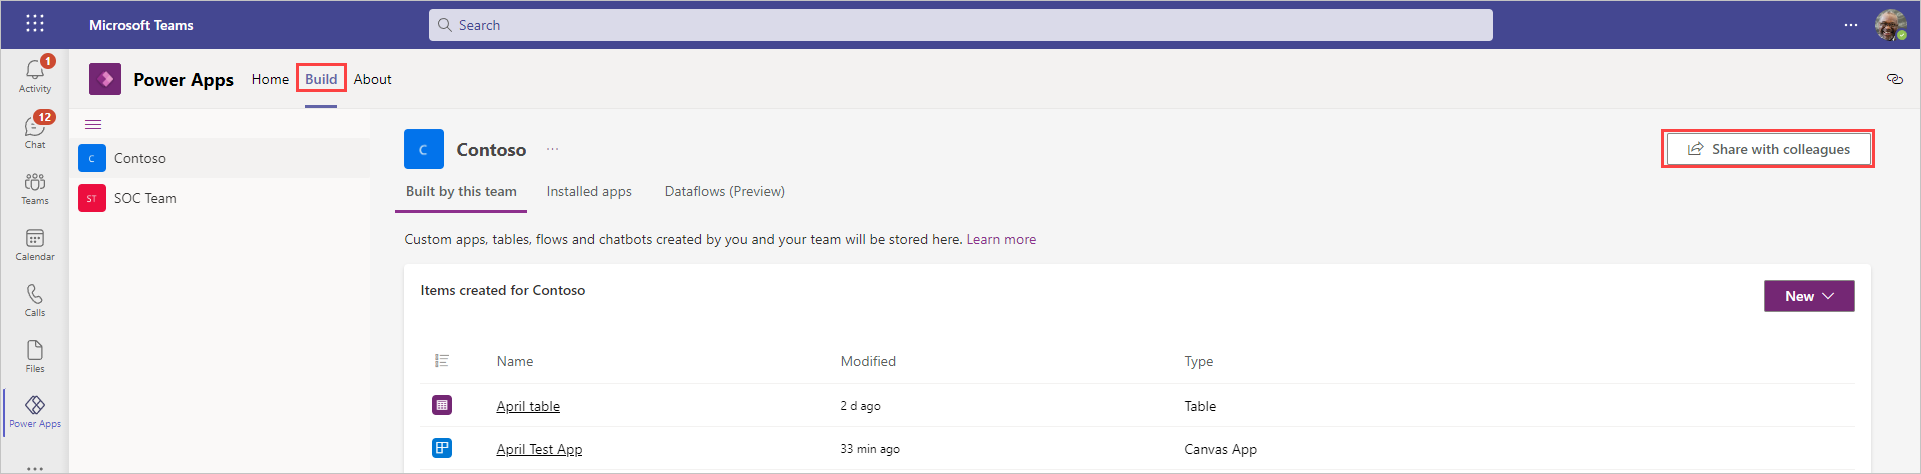 Microsoft Teams
Search
1
Activity
12
Chat
Teams
Calendar
Calls
Files
Power Apps
Power Apps Home Build About
C Contoso
ST SOC Team
C Contoso
Share with colleagues
Built by this team Installed apps Dataflows (Preview)
Custom apps, tables, flows and chatbots created by you and your team will be stored here. Learn more
Items created for Contoso
New
Name Modified Type
April table 2 d ago Table
April Test App 33 min ago Canvas App